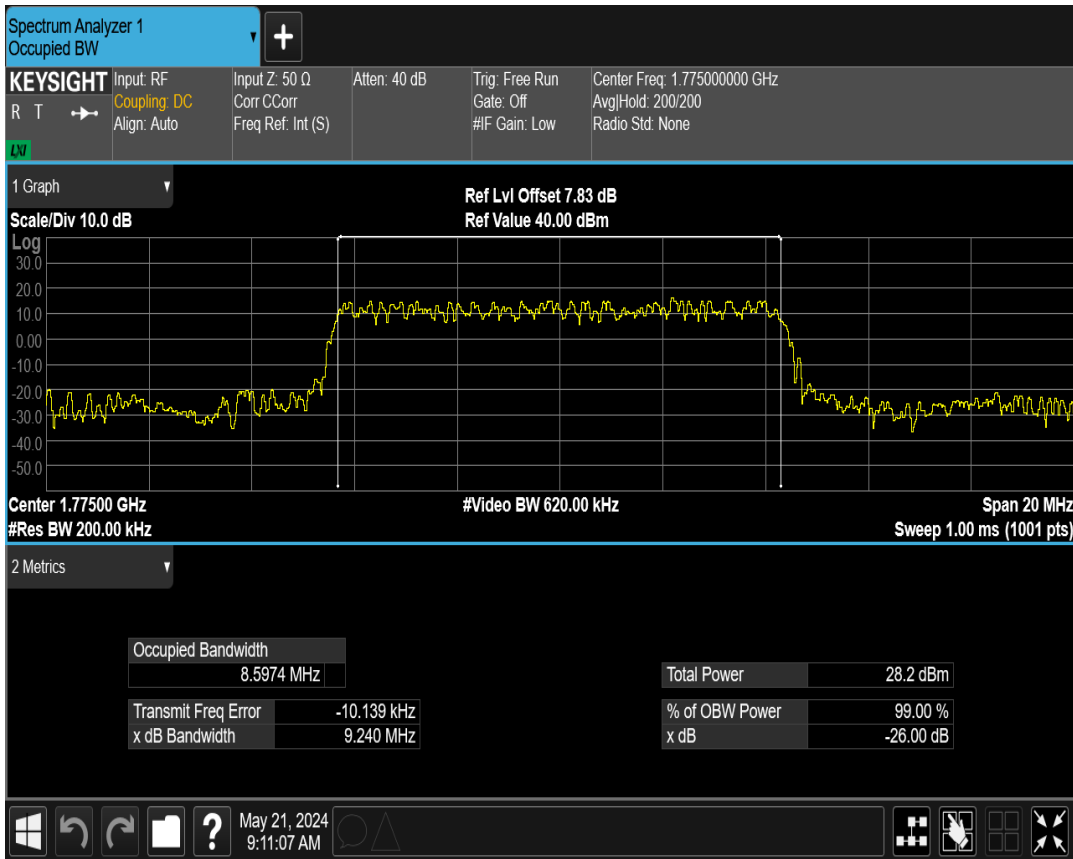 Spectrum Analyzer 1
Occupied BW
+
KEYSIGHT
R T
LXI
Input: RF
Coupling: DC
Align: Auto
Input Z: 50 Ω
Corr CCorr
Freq Ref: Int (S)
Atten: 40 dB
Trig: Free Run
Gate: Off
#IF Gain: Low
Center Freq: 1.775000000 GHz
Avg|Hold: 200/200
Radio Std: None
1 Graph
Scale/Div 10.0 dB
Ref Lvl Offset 7.83 dB
Ref Value 40.00 dBm
Log
30.0
20.0
10.0
0.00
-10.0
-20.0
-30.0
-40.0
-50.0
Center 1.77500 GHz
#Video BW 620.00 kHz
Span 20 MHz
#Res BW 200.00 kHz
Sweep 1.00 ms (1001 pts)
2 Metrics
Occupied Bandwidth
8.5974 MHz
Total Power 28.2 dBm
Transmit Freq Error -10.139 kHz
% of OBW Power 99.00 %
x dB Bandwidth 9.240 MHz
x dB -26.00 dB
?
May 21, 2024
9:11:07 AM